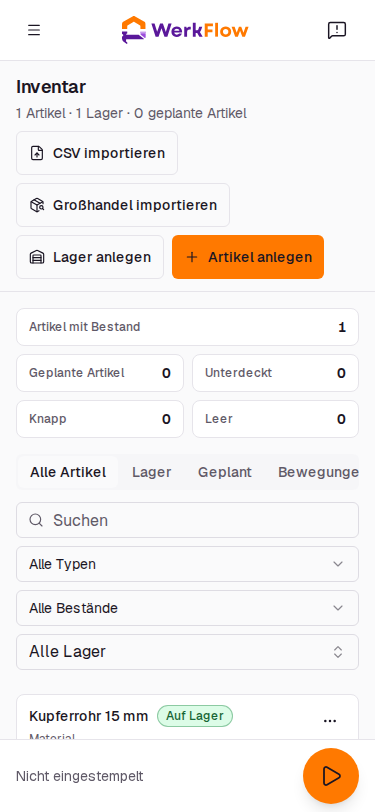 WerkFlow
Inventar
1 Artikel · 1 Lager · 0 geplante Artikel
CSV importieren
Großhandel importieren
Lager anlegen
Artikel anlegen
Artikel mit Bestand 1
Geplante Artikel 0
Unterdeckt 0
Knapp 0
Leer 0
Alle Artikel Lager Geplant Bewegunge
Suchen
Alle Typen
Alle Bestände
Alle Lager
Kupferrohr 15 mm Auf Lager
Material
Nicht eingestempelt